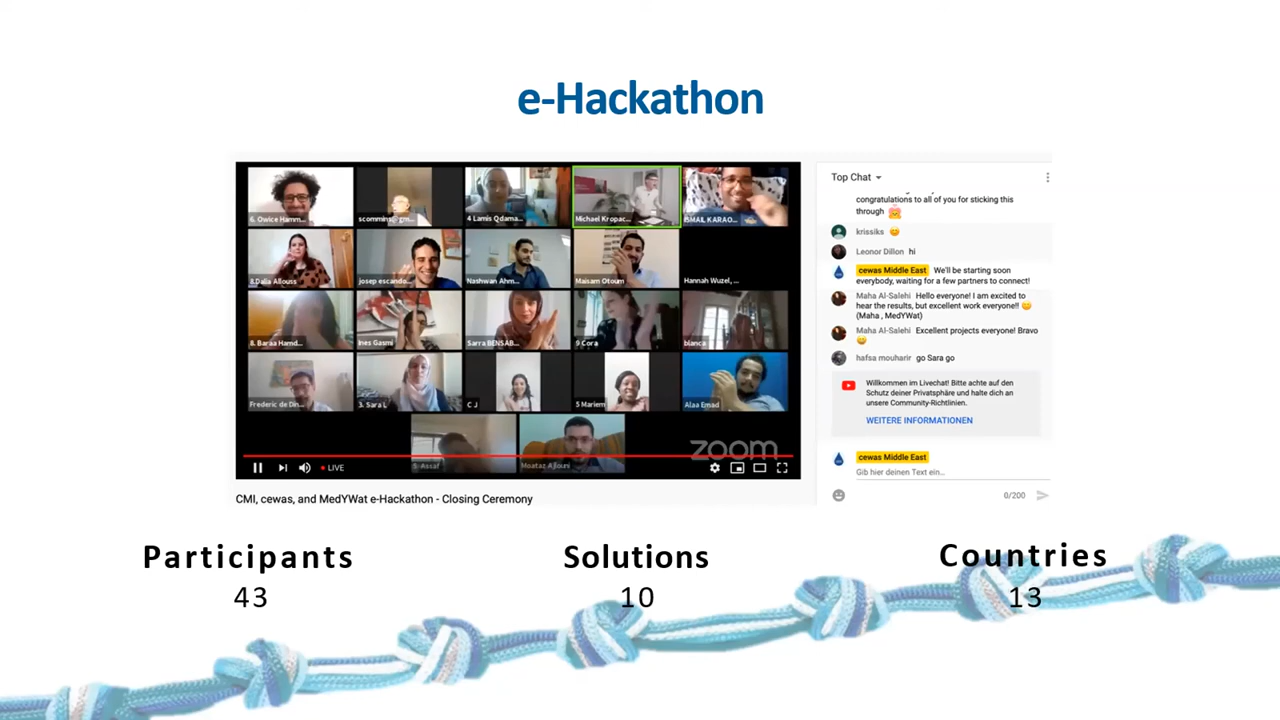 e-Hackathon
6. Owice Hamm...
scommins@gm...
4 Lamis Qdama...
Michael Kropac...
ISMAIL KARAO...
8.Dalia Allouss
josep escando...
Nashwan Ahm...
Maisam Otoum
Hannah Wuzel, ...
8. Baraa Hamd...
Ines Gasmi
Sarra BENSAB...
9 Cora
blanca
Frederic de Din...
3. Sara L
C J
5 Mariem
Alaa Emad
5. Assaf
Moataz Ajlouni
zoom
LIVE
CMI, cewas, and MedYWat e-Hackathon - Closing Ceremony
Top Chat
congratulations to all of you for sticking this
through
krissiks
Leonor Dillon hi
cewas Middle East We'll be starting soon
everybody, waiting for a few partners to connect!
Maha Al-Salehi Hello everyone! I am excited to
hear the results, but excellent work everyone!!
(Maha , MedYWat)
Maha Al-Salehi Excellent projects everyone! Bravo
hafsa mouharir go Sara go
Willkommen im Livechat! Bitte achte auf den
Schutz deiner Privatsphäre und halte dich an
unsere Community-Richtlinien.
WEITERE INFORMATIONEN
cewas Middle East
Gib hier deinen Text ein...
0/200
Participants
43
Solutions
10
Countries
13